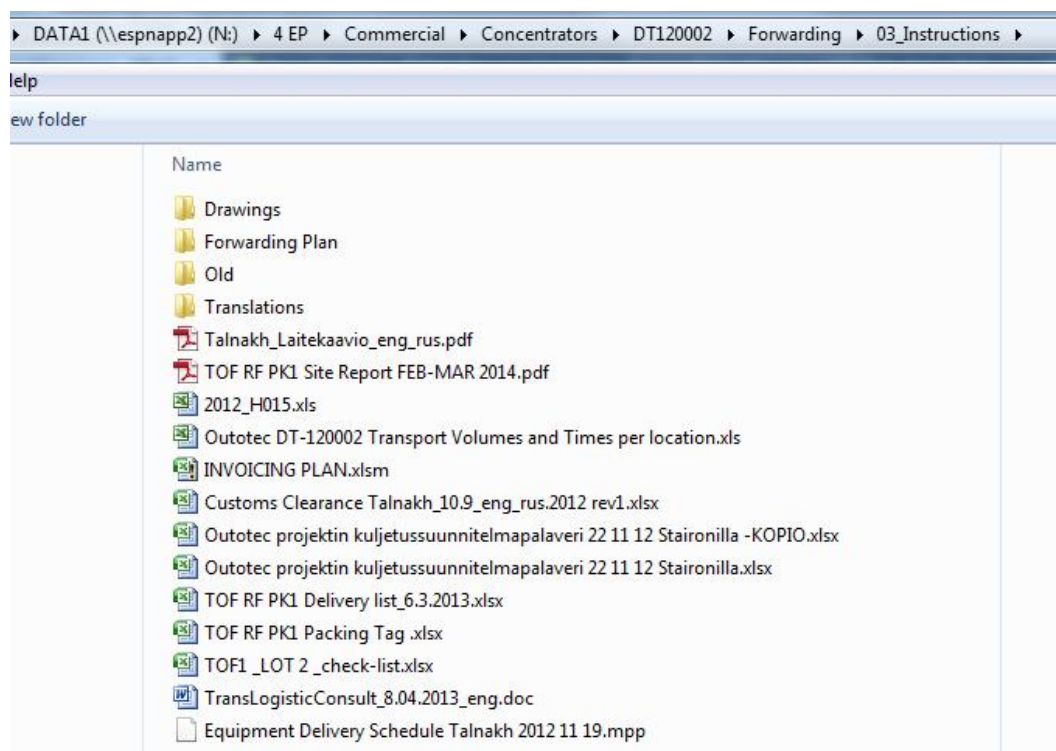 DATA1 (\\espnapp2) (N:) 4 EP Commercial Concentrators DT120002 Forwarding 03_Instructions
elp
ew folder
Name
Drawings
Forwarding Plan
Old
Translations
Talnakh_Laitekaavio_eng_rus.pdf
TOF RF PK1 Site Report FEB-MAR 2014.pdf
2012_H015.xls
Outotec DT-120002 Transport Volumes and Times per location.xls
INVOICING PLAN.xlsm
Customs Clearance Talnakh_10.9_eng_rus.2012 rev1.xlsx
Outotec projektin kuljetussuunnitelmapalaveri 22 11 12 Staironilla -KOPIO.xlsx
Outotec projektin kuljetussuunnitelmapalaveri 22 11 12 Staironilla.xlsx
TOF RF PK1 Delivery list_6.3.2013.xlsx
TOF RF PK1 Packing Tag .xlsx
TOF1 _LOT 2 _check-list.xlsx
TransLogisticConsult_8.04.2013_eng.doc
Equipment Delivery Schedule Talnakh 2012 11 19.mpp